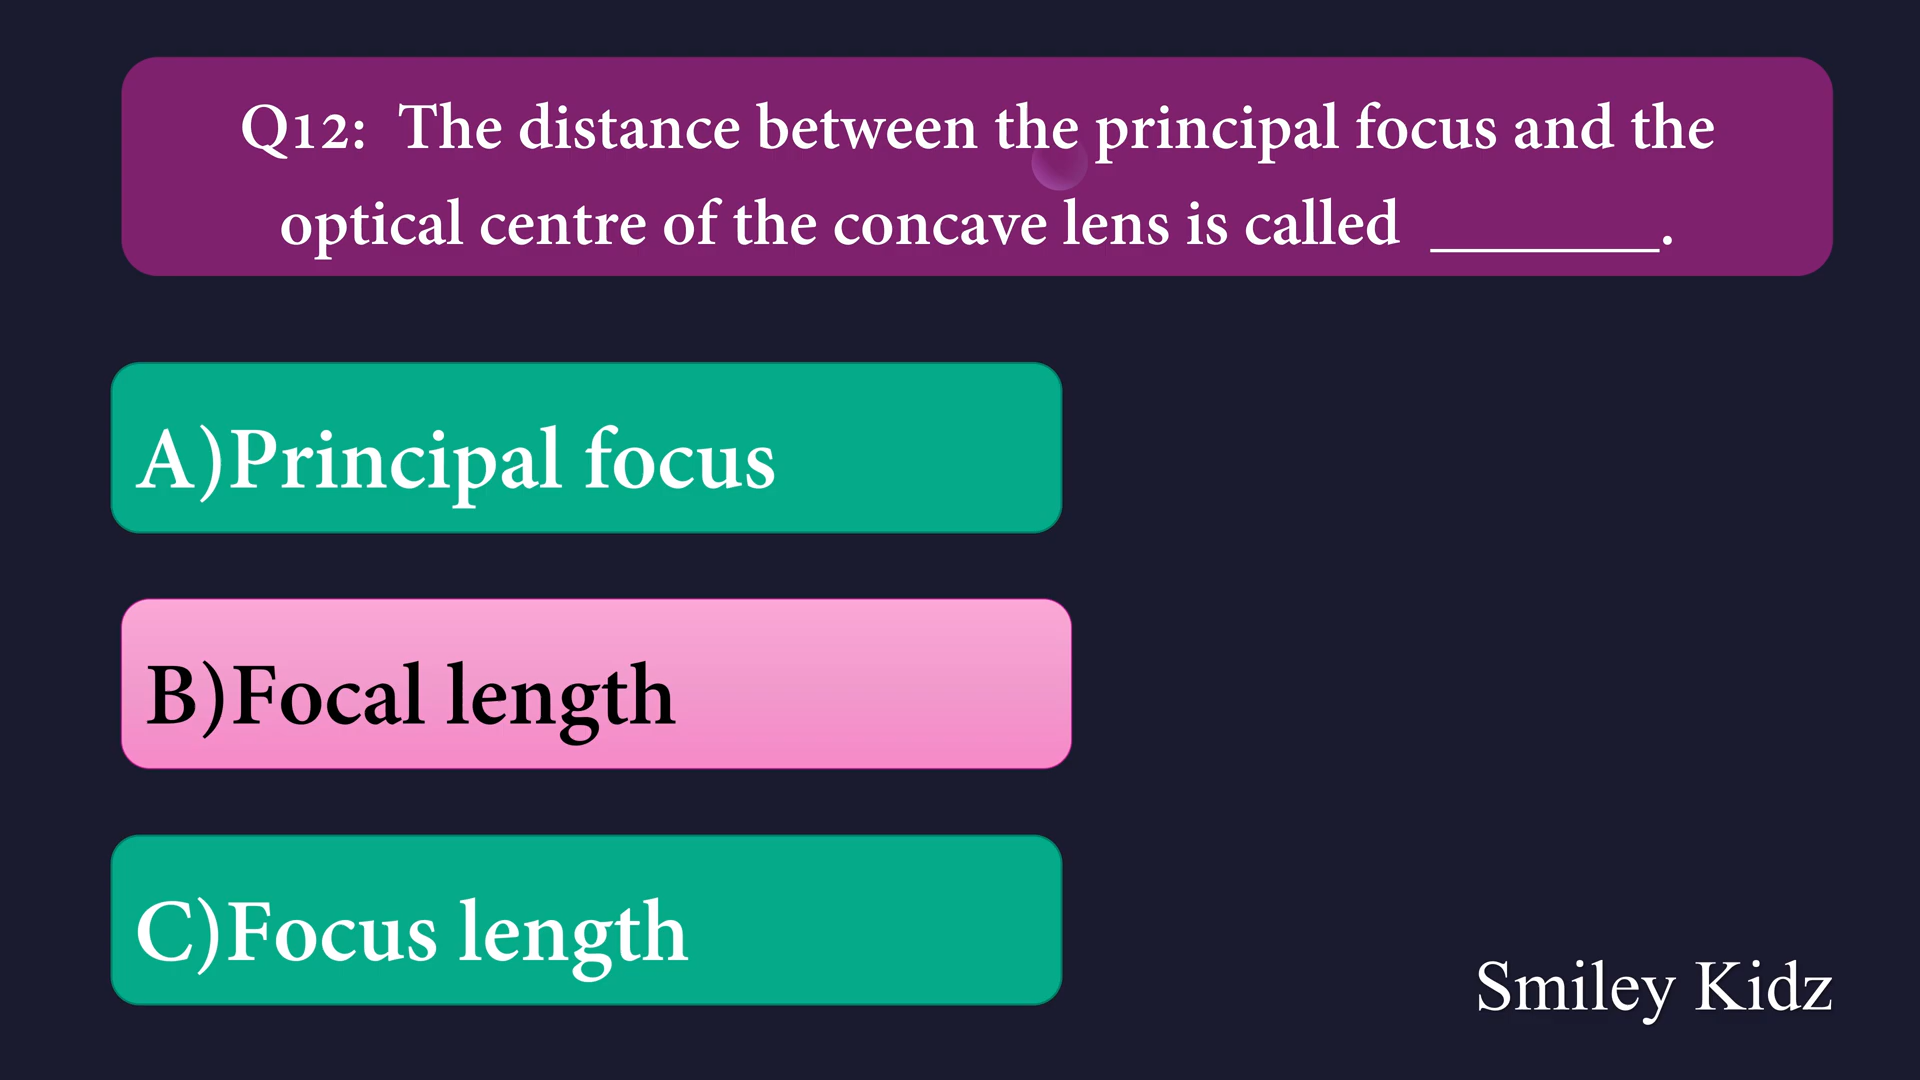 Q12: The distance between the principal focus and the
optical centre of the concave lens is called ________.
A)Principal focus
B)Focal length
C)Focus length
Smiley Kidz